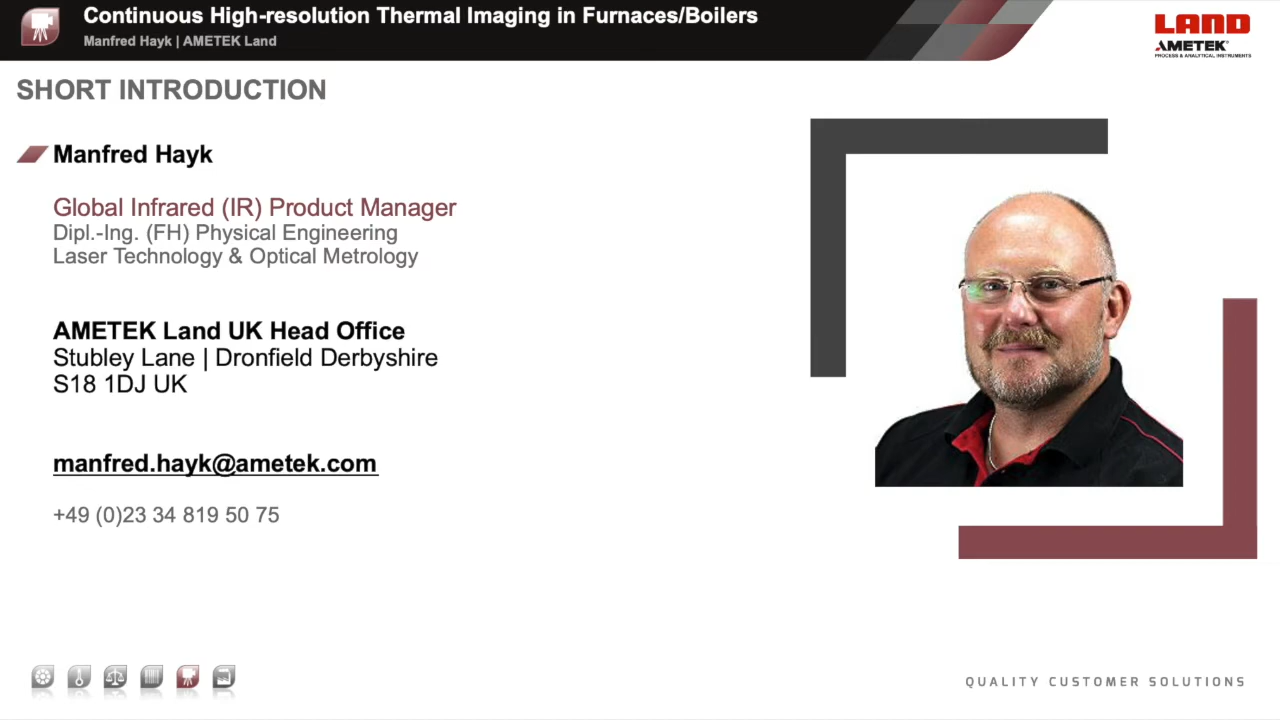 Continuous High-resolution Thermal Imaging in Furnaces/Boilers
Manfred Hayk | AMETEK Land
LAND
AMETEK®
PROCESS & ANALYTICAL INSTRUMENTS
SHORT INTRODUCTION
Manfred Hayk
Global Infrared (IR) Product Manager
Dipl.-Ing. (FH) Physical Engineering
Laser Technology & Optical Metrology
AMETEK Land UK Head Office
Stubley Lane | Dronfield Derbyshire
S18 1DJ UK
manfred.hayk@ametek.com
+49 (0)23 34 819 50 75
QUALITY CUSTOMER SOLUTIONS